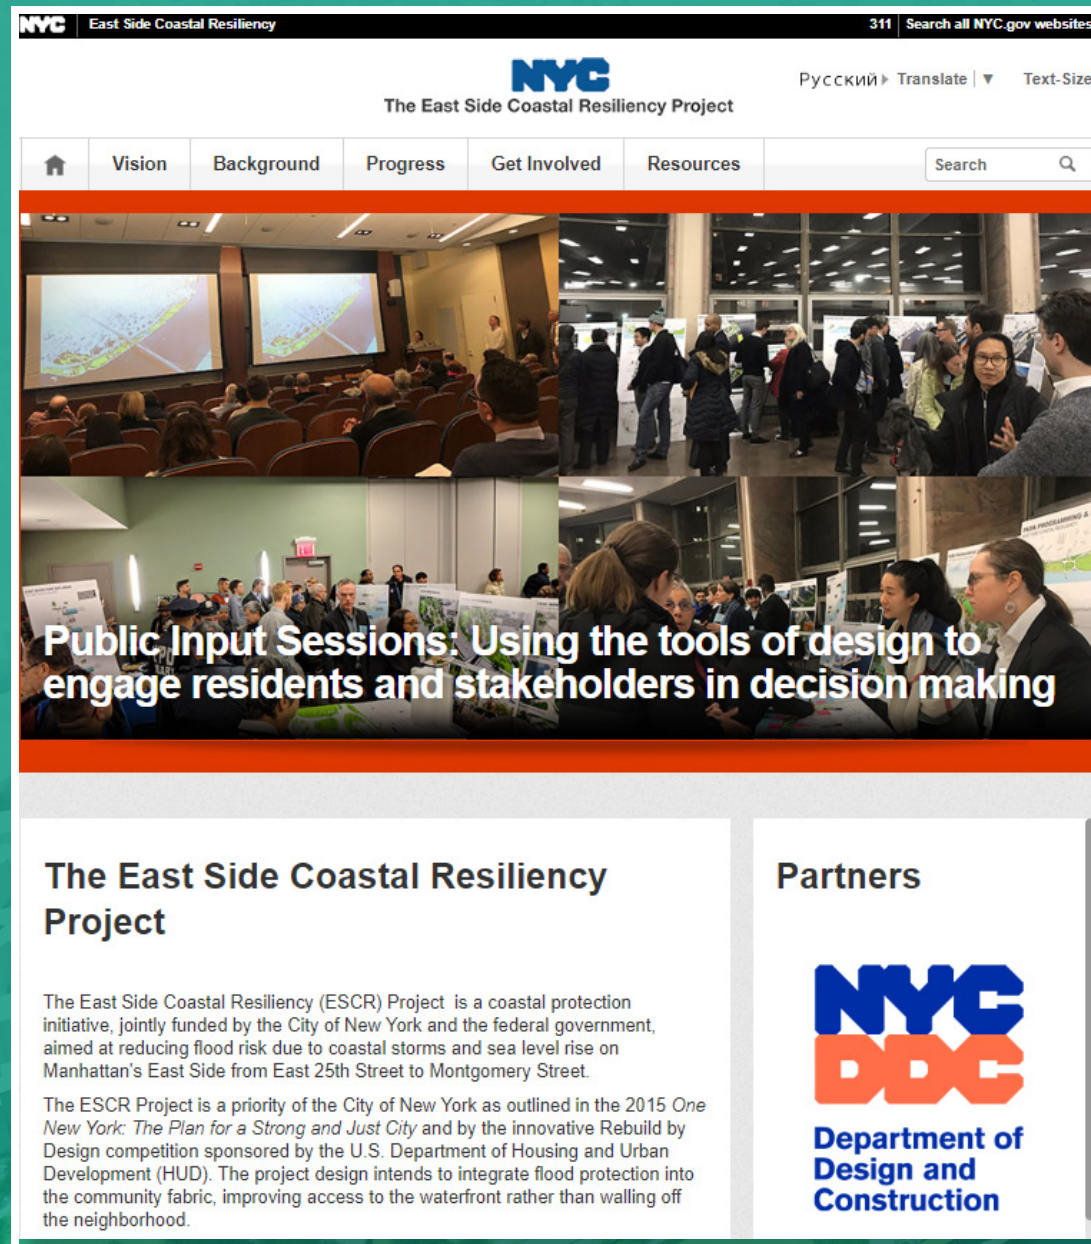 NYC East Side Coastal Resiliency 311 Search all NYC.gov websites
NYC
The East Side Coastal Resiliency Project
Русский Translate ▼ Text-Size
Vision Background Progress Get Involved Resources Search
PARK PROGRAMMING &
Public Input Sessions: Using the tools of design to
engage residents and stakeholders in decision making
The East Side Coastal Resiliency
Project
The East Side Coastal Resiliency (ESCR) Project is a coastal protection
initiative, jointly funded by the City of New York and the federal government,
aimed at reducing flood risk due to coastal storms and sea level rise on
Manhattan's East Side from East 25th Street to Montgomery Street.
The ESCR Project is a priority of the City of New York as outlined in the 2015 One
New York: The Plan for a Strong and Just City and by the innovative Rebuild by
Design competition sponsored by the U.S. Department of Housing and Urban
Development (HUD). The project design intends to integrate flood protection into
the community fabric, improving access to the waterfront rather than walling off
the neighborhood.
Partners
NYC
DDC
Department of
Design and
Construction